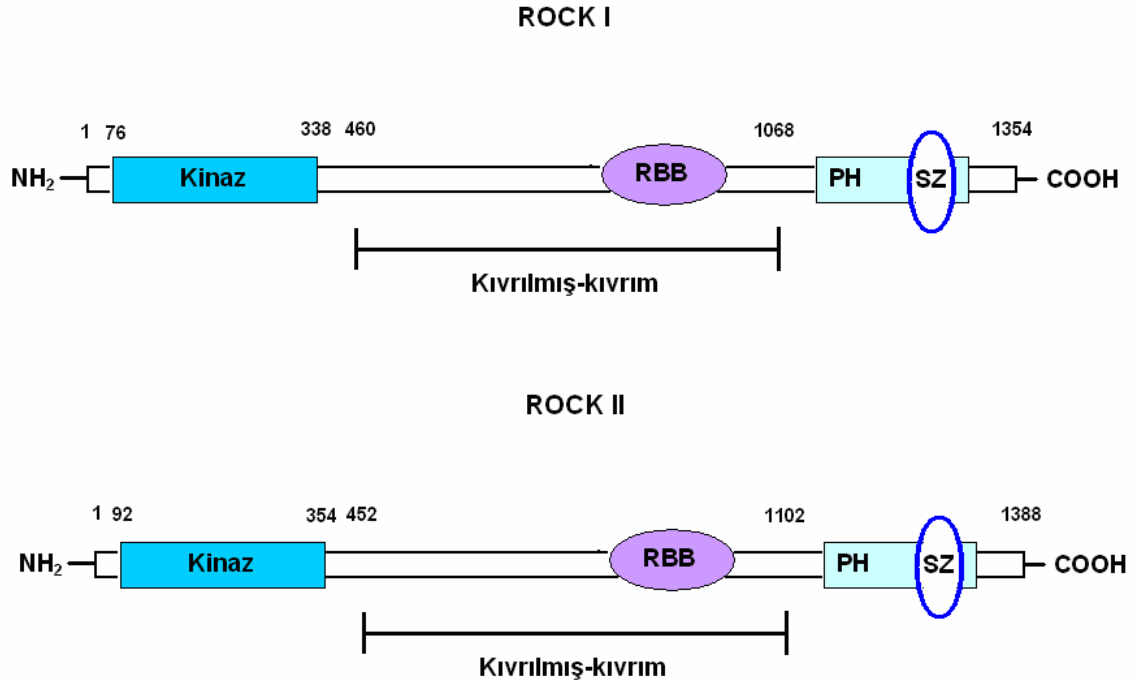 ROCK I
1 76 338 460 1068 1354
NH₂ Kinaz RBB PH SZ COOH
Kıvrılmış-kıvrım
ROCK II
1 92 354 452 1102 1388
NH₂ Kinaz RBB PH SZ COOH
Kıvrılmış-kıvrım